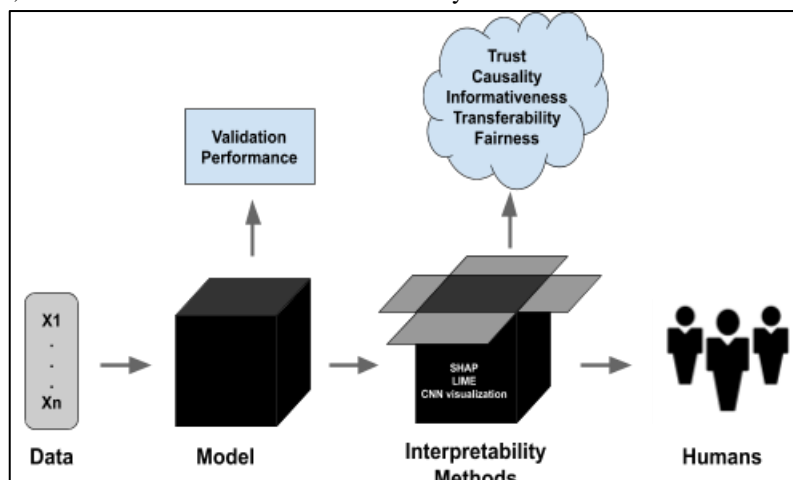 Trust
Causality
Informativeness
Transferability
Fairness
Validation
Performance
X1
.
.
.
Xn
SHAP
LIME
CNN visualization
Data
Model
Interpretability
Methods
Humans